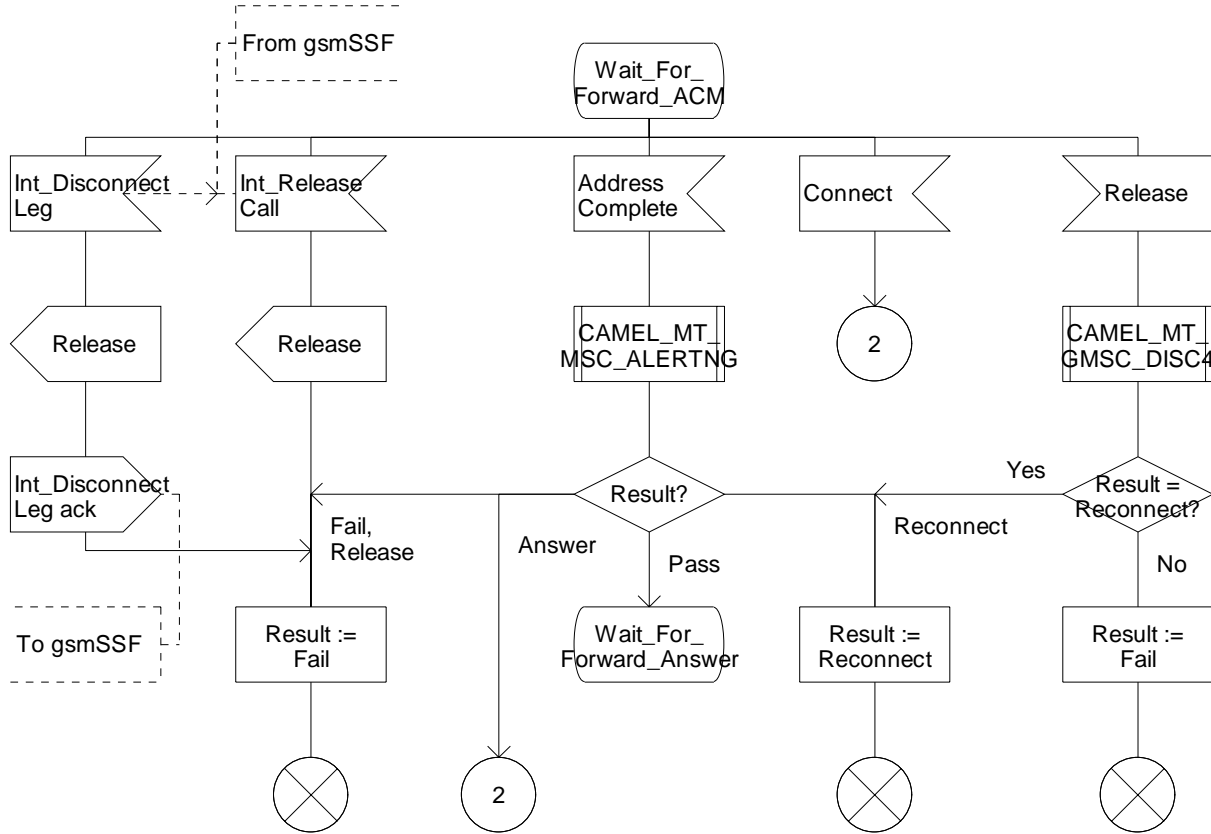 From gsmSSF
Wait_For_
Forward_ACM
Int_Disconnect
Leg
Int_Release
Call
Address
Complete
Connect
Release
Release
Release
CAMEL_MT_
MSC_ALERTNG
2
CAMEL_MT_
GMSC_DISC4
Int_Disconnect
Leg ack
Fail,
Release
Answer
Result?
Pass
Reconnect
Yes
Result =
Reconnect?
No
To gsmSSF
Result :=
Fail
Wait_For_
Forward_Answer
Result :=
Reconnect
Result :=
Fail
2